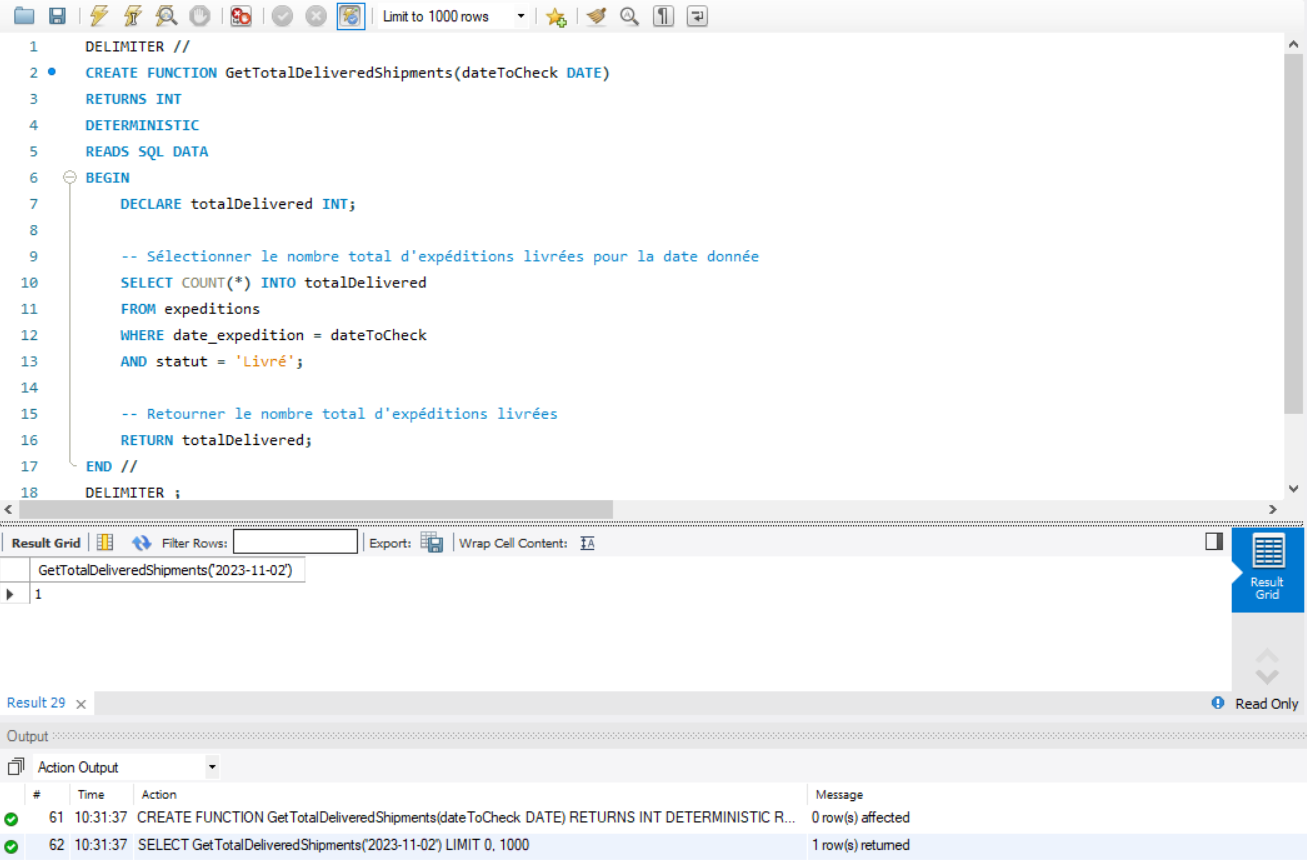 Limit to 1000 rows
1 DELIMITER //
2 CREATE FUNCTION GetTotalDeliveredShipments(dateToCheck DATE)
3 RETURNS INT
4 DETERMINISTIC
5 READS SQL DATA
6 BEGIN
7 DECLARE totalDelivered INT;
8
9 -- Sélectionner le nombre total d'expéditions livrées pour la date donnée
10 SELECT COUNT(*) INTO totalDelivered
11 FROM expeditions
12 WHERE date_expedition = dateToCheck
13 AND statut = 'Livré';
14
15 -- Retourner le nombre total d'expéditions livrées
16 RETURN totalDelivered;
17 END //
18 DELIMITER ;
Result Grid Filter Rows: Export: Wrap Cell Content: IA
GetTotalDeliveredShipments('2023-11-02')
1
Result
Grid
Result 29 Read Only
Output
Action Output
# Time Action Message
61 10:31:37 CREATE FUNCTION GetTotalDeliveredShipments(dateToCheck DATE) RETURNS INT DETERMINISTIC R... 0 row(s) affected
62 10:31:37 SELECT GetTotalDeliveredShipments('2023-11-02') LIMIT 0, 1000 1 row(s) returned